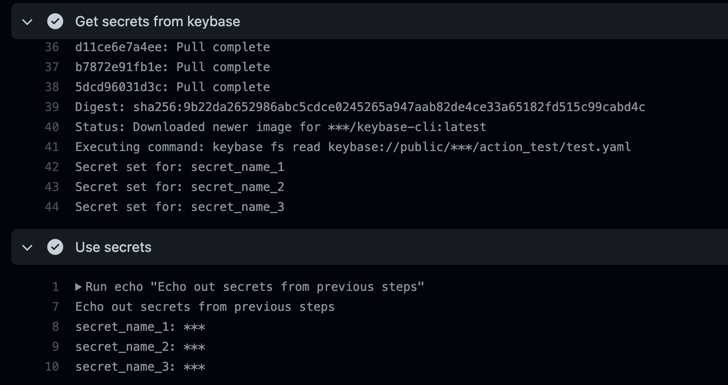 Get secrets from keybase
36 d11ce6e7a4ee: Pull complete
37 b7872e91fb1e: Pull complete
38 5dcd96031d3c: Pull complete
39 Digest: sha256:9b22da2652986abc5cdce0245265a947aab82de4ce33a65182fd515c99cabd4c
40 Status: Downloaded newer image for ***/keybase-cli:latest
41 Executing command: keybase fs read keybase://public/***/action_test/test.yaml
42 Secret set for: secret_name_1
43 Secret set for: secret_name_2
44 Secret set for: secret_name_3
Use secrets
1 Run echo "Echo out secrets from previous steps"
7 Echo out secrets from previous steps
8 secret_name_1: ***
9 secret_name_2: ***
10 secret_name_3: ***